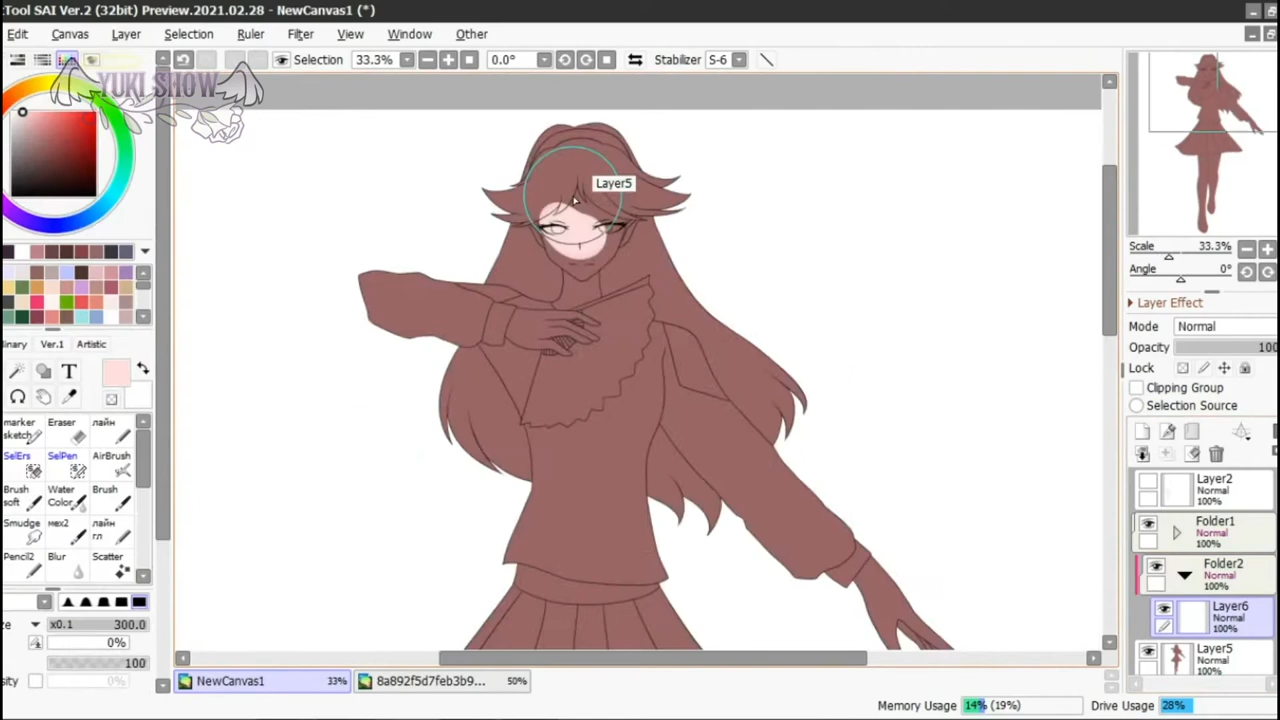 Tool SAI Ver.2 (32bit) Preview.2021.02.28 - NewCanvas1 (*)
Edit Canvas Layer Selection Ruler Filter View Window Other
Selection 33.3% 0.0° Stabilizer S-6
YUKI SHOW
Layer5
Scale 33.3%
Angle 0°
Layer Effect
Mode Normal
Opacity 100
Lock
Clipping Group
Selection Source
inary Ver.1 Artistic
T
marker sketch Eraser лайн
SelErs SelPen AirBrush
Brush soft Water Color Brush
Smudge мех2 лайн гл
Pencil2 Blur Scatter
x0.1 300.0
0%
100
sity
Layer2
Normal
100%
Folder1
Normal
100%
Folder2
Normal
100%
Layer6
Normal
100%
Layer5
Normal
100%
NewCanvas1 33% 8a892f5d7feb3b9... 50%
Memory Usage 14% (19%) Drive Usage 28%